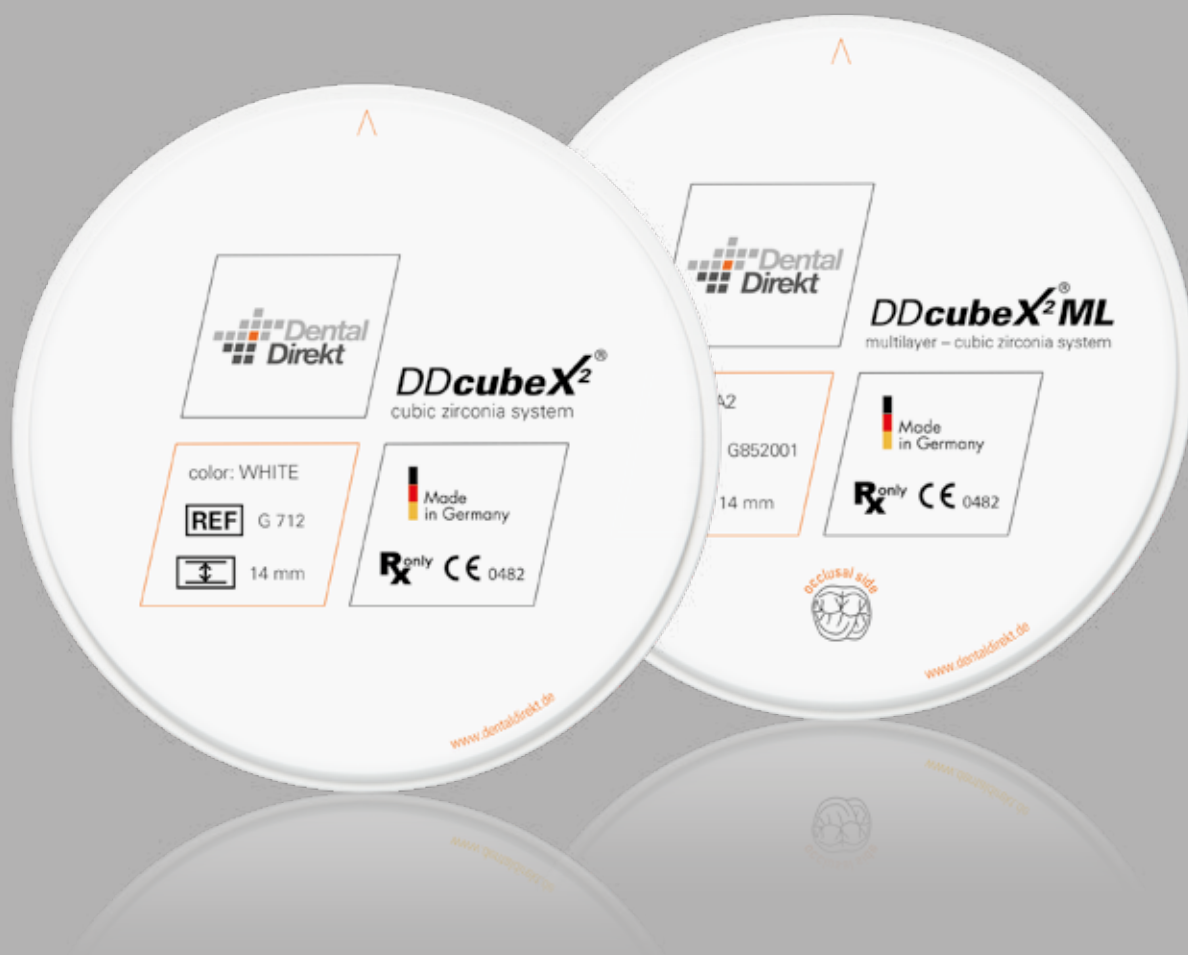 Dental
Direkt
DDcubeX²®
cubic zirconia system
color: WHITE
REF G 712
14 mm
Made
in Germany
Rx only CE 0482
www.dentaldirekt.de
Dental
Direkt
DDcubeX²® ML
multilayer – cubic zirconia system
A2
G852001
14 mm
Made
in Germany
Rx only CE 0482
occlusal side
www.dentaldirekt.de